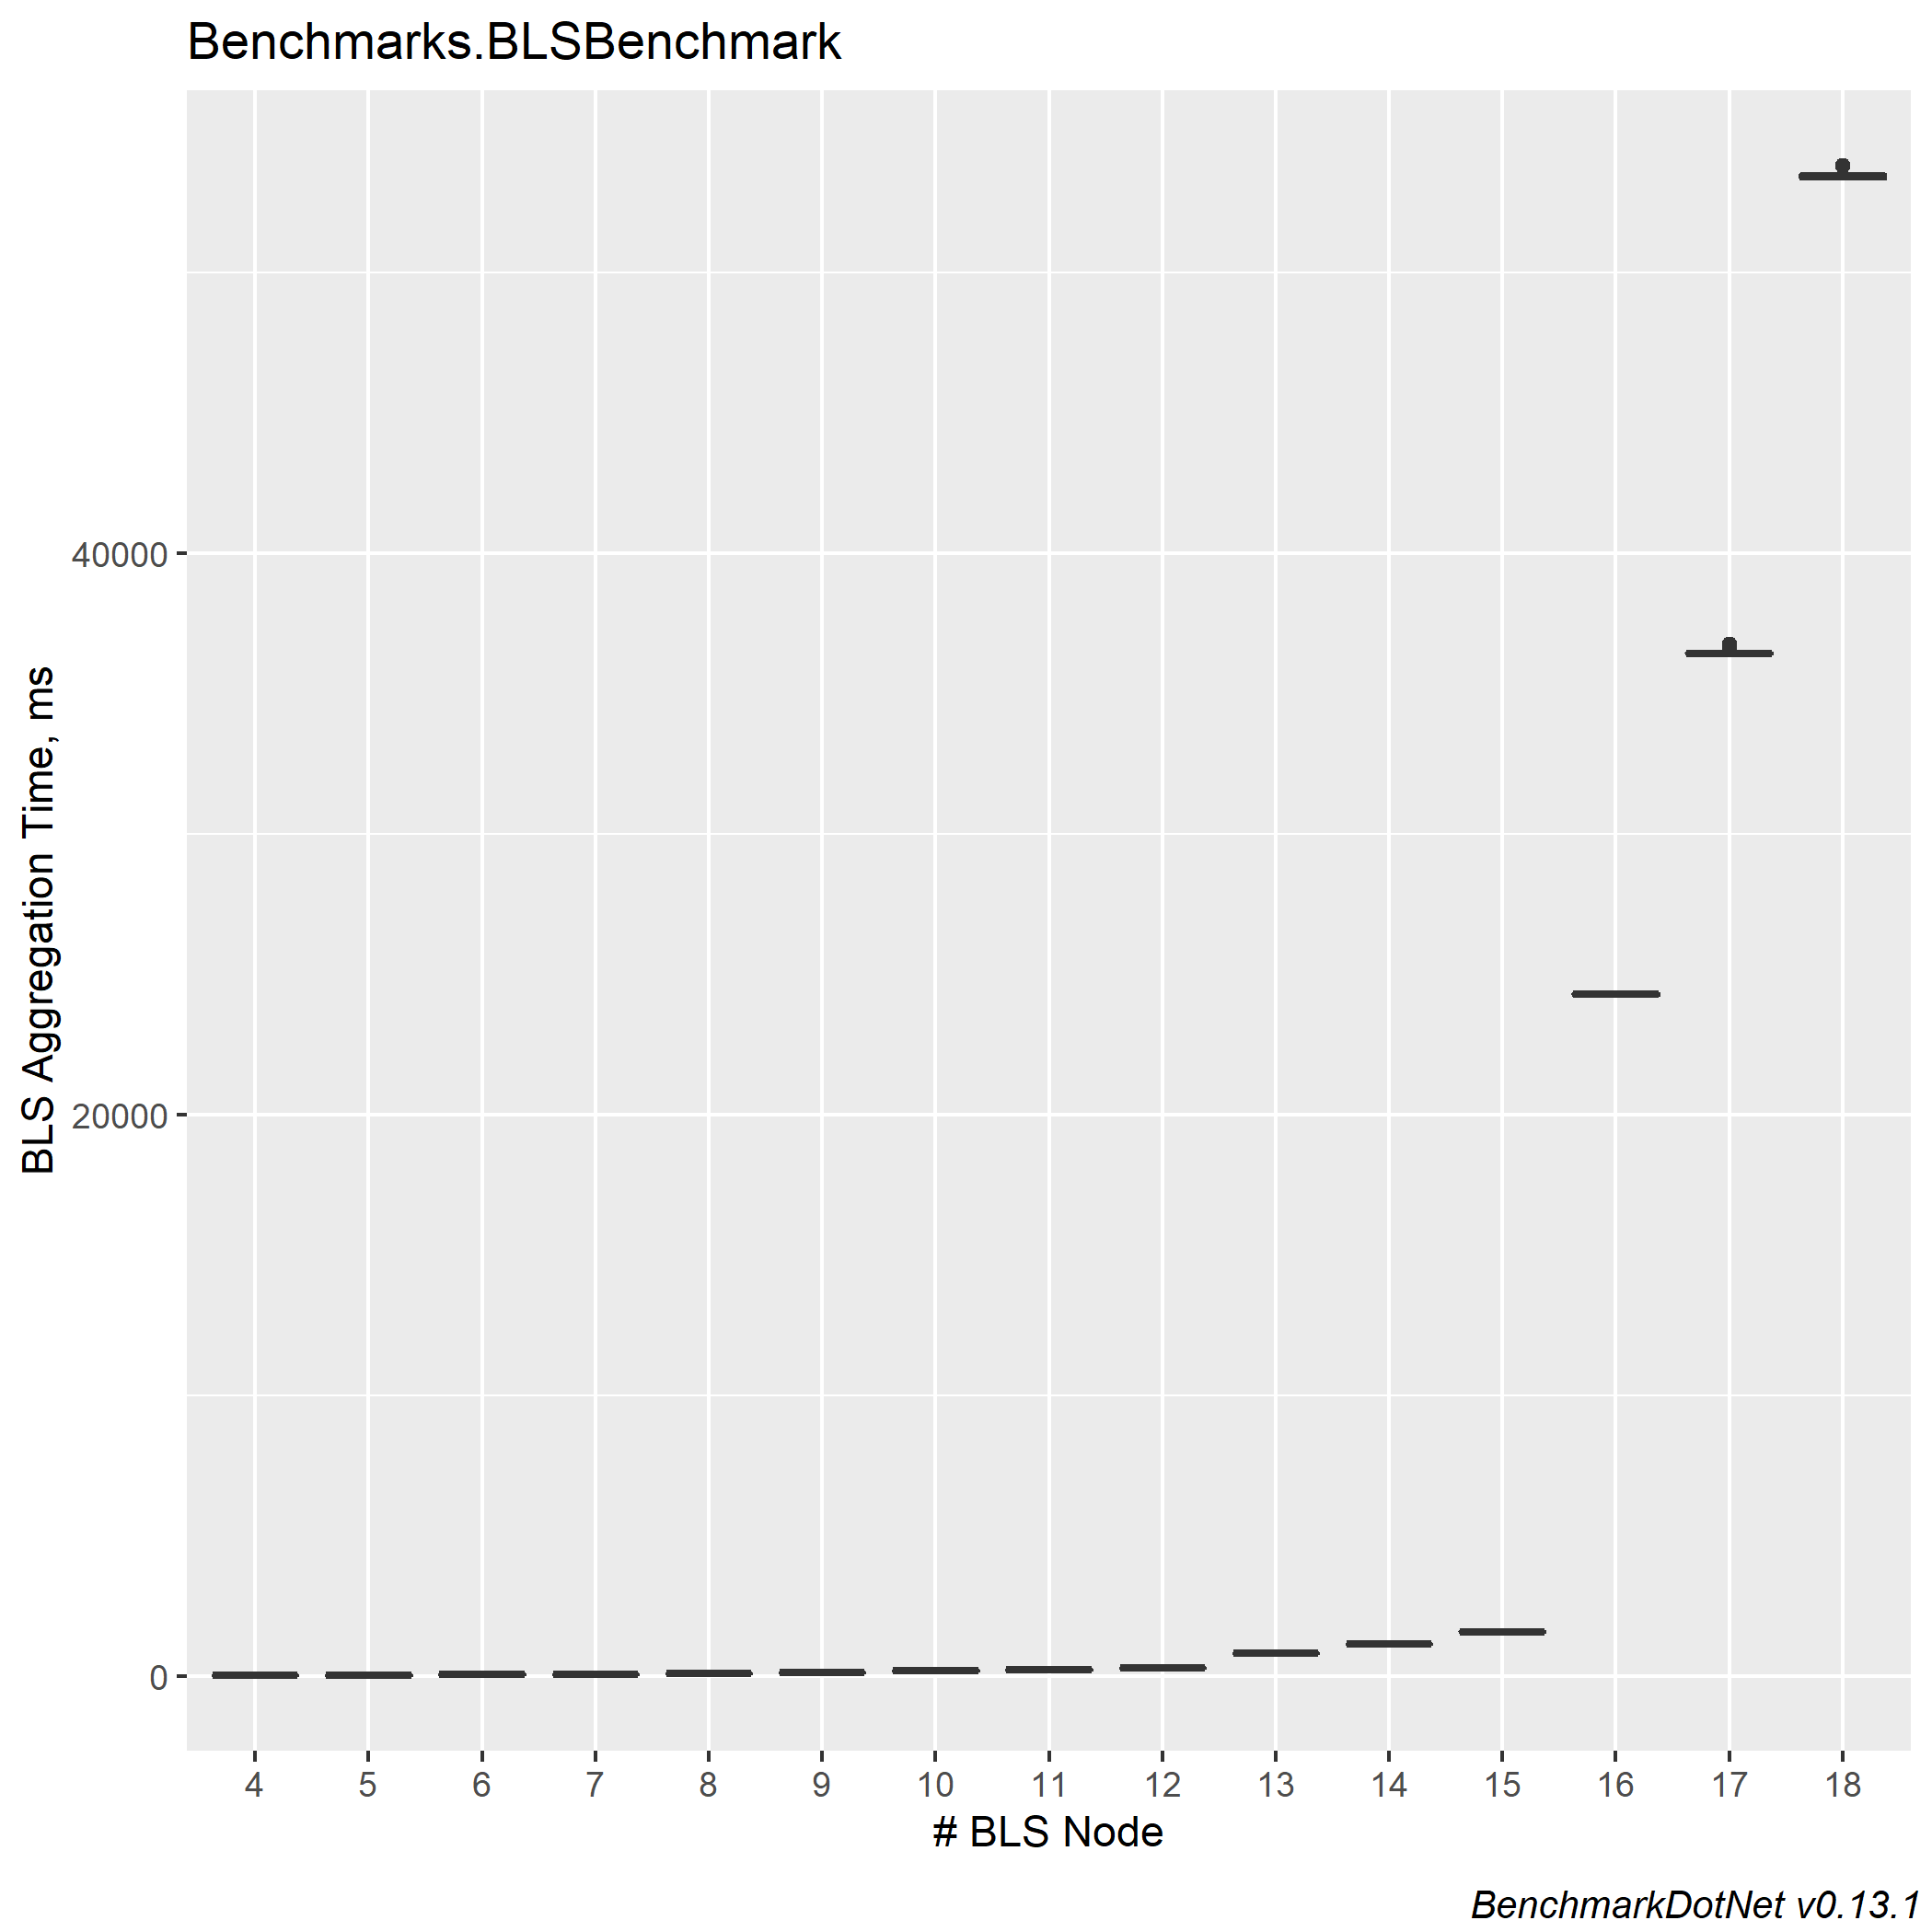 Benchmarks.BLSBenchmark
BLS Aggregation Time, ms
40000
20000
0
4 5 6 7 8 9 10 11 12 13 14 15 16 17 18
# BLS Node
BenchmarkDotNet v0.13.1